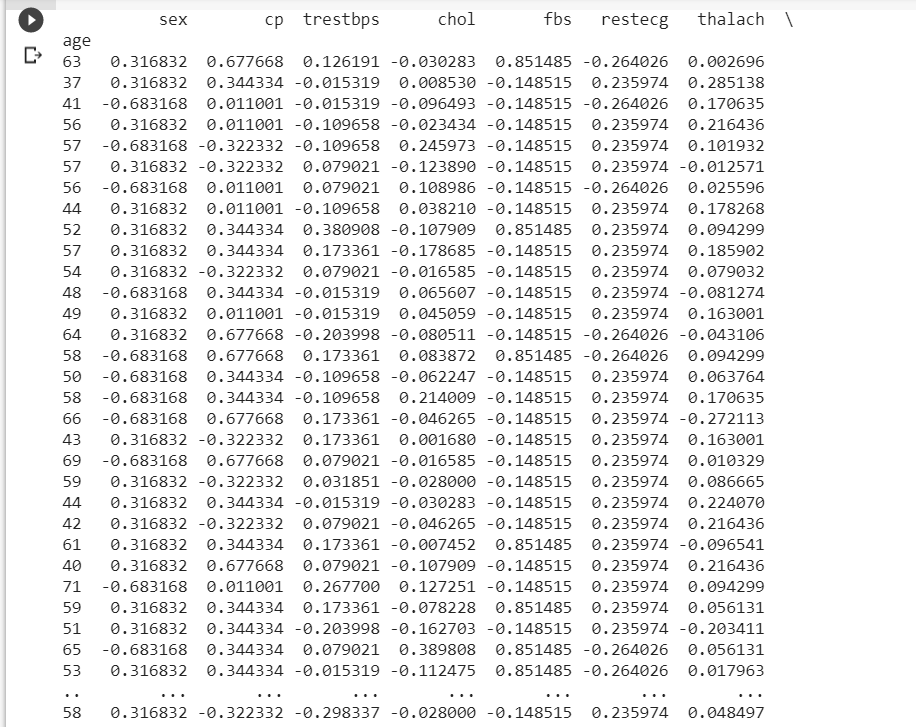 sex cp trestbps chol fbs restecg thalach \
age
63 0.316832 0.677668 0.126191 -0.030283 0.851485 -0.264026 0.002696
37 0.316832 0.344334 -0.015319 0.008530 -0.148515 0.235974 0.285138
41 -0.683168 0.011001 -0.015319 -0.096493 -0.148515 -0.264026 0.170635
56 0.316832 0.011001 -0.109658 -0.023434 -0.148515 0.235974 0.216436
57 -0.683168 -0.322332 -0.109658 0.245973 -0.148515 0.235974 0.101932
57 0.316832 -0.322332 0.079021 -0.123890 -0.148515 0.235974 -0.012571
56 -0.683168 0.011001 0.079021 0.108986 -0.148515 -0.264026 0.025596
44 0.316832 0.011001 -0.109658 0.038210 -0.148515 0.235974 0.178268
52 0.316832 0.344334 0.380908 -0.107909 0.851485 0.235974 0.094299
57 0.316832 0.344334 0.173361 -0.178685 -0.148515 0.235974 0.185902
54 0.316832 -0.322332 0.079021 -0.016585 -0.148515 0.235974 0.079032
48 -0.683168 0.344334 -0.015319 0.065607 -0.148515 0.235974 -0.081274
49 0.316832 0.011001 -0.015319 0.045059 -0.148515 0.235974 0.163001
64 0.316832 0.677668 -0.203998 -0.080511 -0.148515 -0.264026 -0.043106
58 -0.683168 0.677668 0.173361 0.083872 0.851485 -0.264026 0.094299
50 -0.683168 0.344334 -0.109658 -0.062247 -0.148515 0.235974 0.063764
58 -0.683168 0.344334 -0.109658 0.214009 -0.148515 0.235974 0.170635
66 -0.683168 0.677668 0.173361 -0.046265 -0.148515 0.235974 -0.272113
43 0.316832 -0.322332 0.173361 0.001680 -0.148515 0.235974 0.163001
69 -0.683168 0.677668 0.079021 -0.016585 -0.148515 0.235974 0.010329
59 0.316832 -0.322332 0.031851 -0.028000 -0.148515 0.235974 0.086665
44 0.316832 0.344334 -0.015319 -0.030283 -0.148515 0.235974 0.224070
42 0.316832 -0.322332 0.079021 -0.046265 -0.148515 0.235974 0.216436
61 0.316832 0.344334 0.173361 -0.007452 0.851485 0.235974 -0.096541
40 0.316832 0.677668 0.079021 -0.107909 -0.148515 0.235974 0.216436
71 -0.683168 0.011001 0.267700 0.127251 -0.148515 0.235974 0.094299
59 0.316832 0.344334 0.173361 -0.078228 0.851485 0.235974 0.056131
51 0.316832 0.344334 -0.203998 -0.162703 -0.148515 0.235974 -0.203411
65 -0.683168 0.344334 0.079021 0.389808 0.851485 -0.264026 0.056131
53 0.316832 0.344334 -0.015319 -0.112475 0.851485 -0.264026 0.017963
.. ... ... ... ... ... ... ...
58 0.316832 -0.322332 -0.298337 -0.028000 -0.148515 0.235974 0.048497